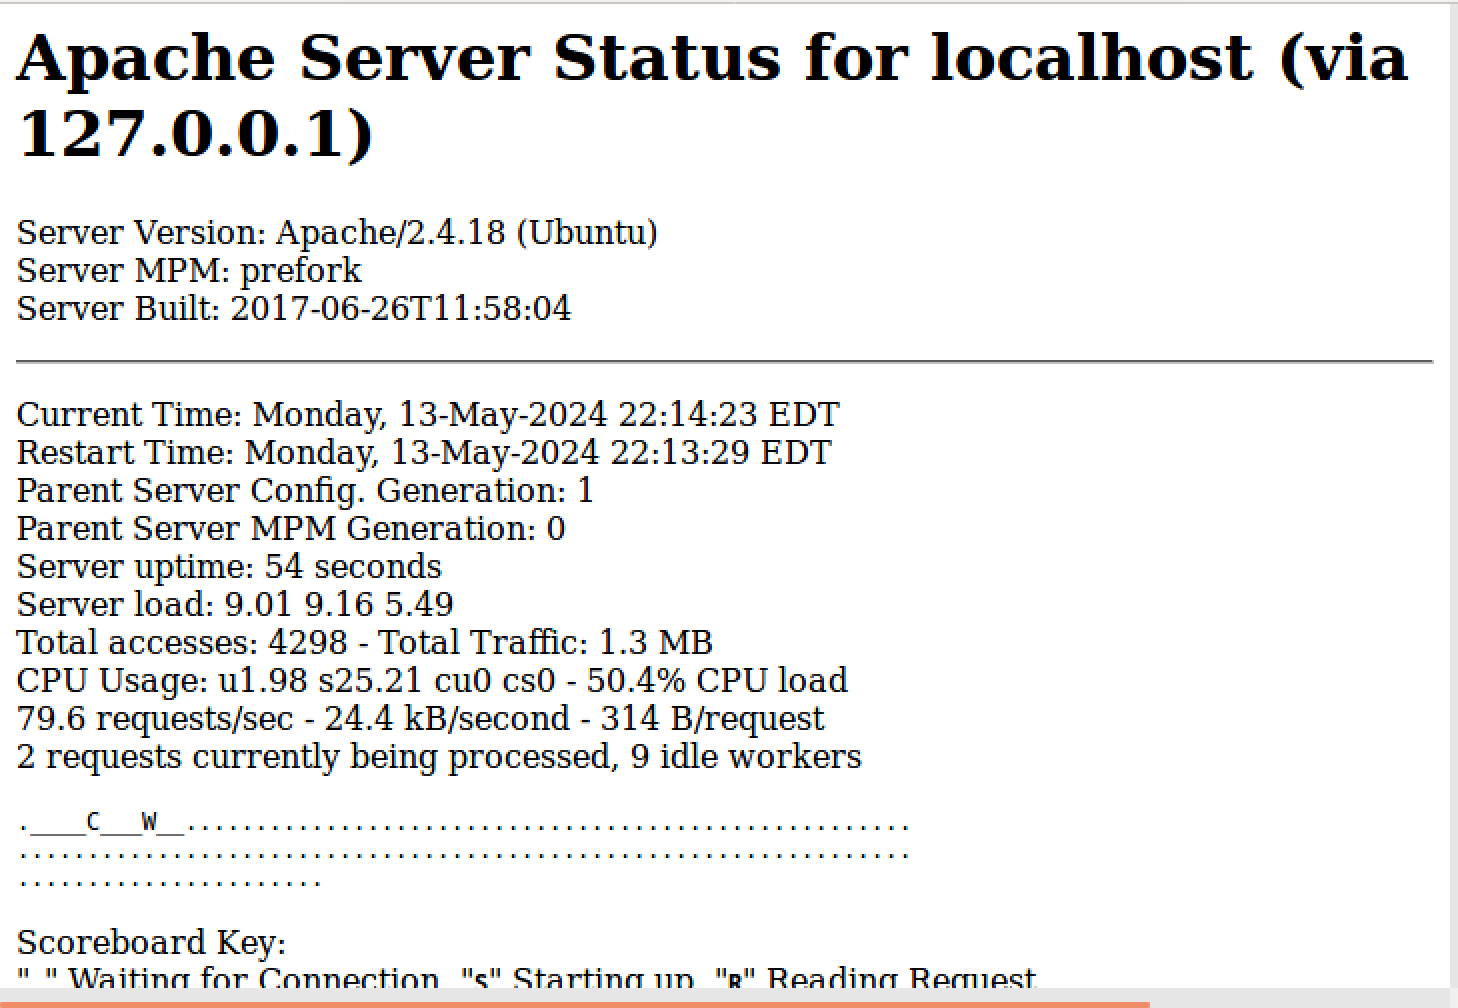 Apache Server Status for localhost (via
127.0.0.1)
Server Version: Apache/2.4.18 (Ubuntu)
Server MPM: prefork
Server Built: 2017-06-26T11:58:04
Current Time: Monday, 13-May-2024 22:14:23 EDT
Restart Time: Monday, 13-May-2024 22:13:29 EDT
Parent Server Config. Generation: 1
Parent Server MPM Generation: 0
Server uptime: 54 seconds
Server load: 9.01 9.16 5.49
Total accesses: 4298 - Total Traffic: 1.3 MB
CPU Usage: u1.98 s25.21 cu0 cs0 - 50.4% CPU load
79.6 requests/sec - 24.4 kB/second - 314 B/request
2 requests currently being processed, 9 idle workers
.____C___W__....................................................
................................................................
......................
Scoreboard Key:
"_" Waiting for Connection, "S" Starting up, "R" Reading Request